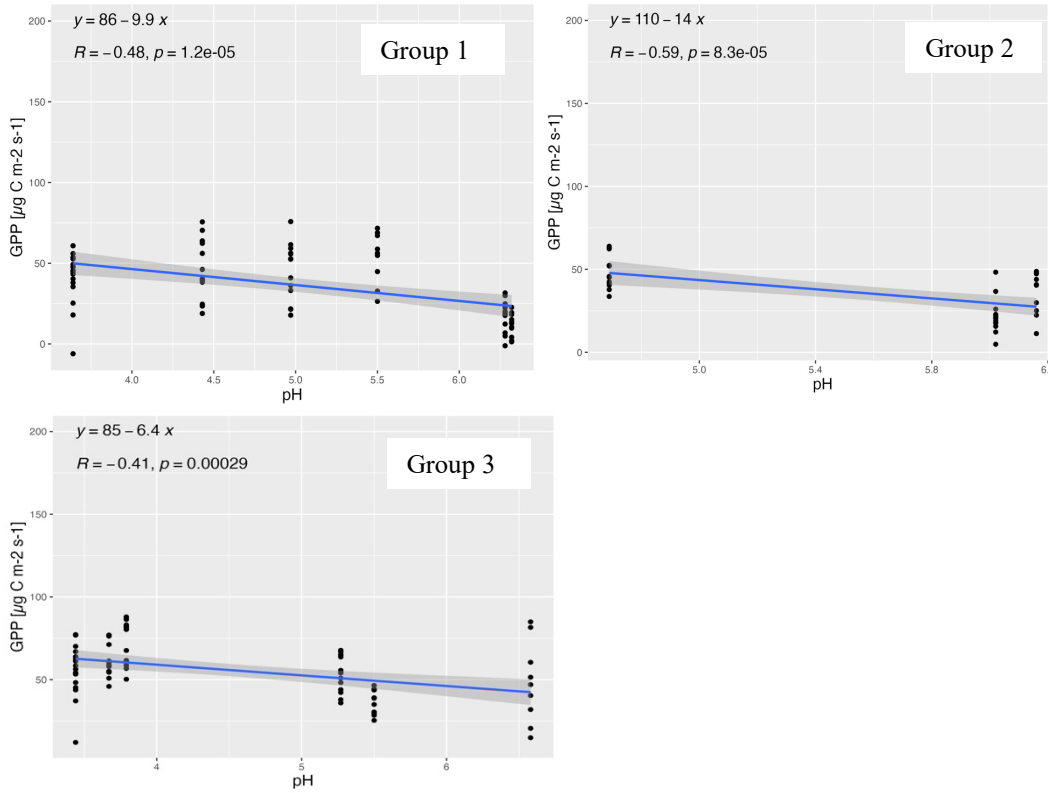 y = 86 – 9.9 x
R = −0.48, p = 1.2e-05
Group 1
200
150
100
50
0
GPP [µg C m-2 s-1]
4.0 4.5 5.0 5.5 6.0
pH
y = 110 – 14 x
R = −0.59, p = 8.3e-05
Group 2
200
150
100
50
0
GPP [µg C m-2 s-1]
5.0 5.4 5.8 6.
pH
y = 85 – 6.4 x
R = −0.41, p = 0.00029
Group 3
200
150
100
50
GPP [µg C m-2 s-1]
4 5 6
pH